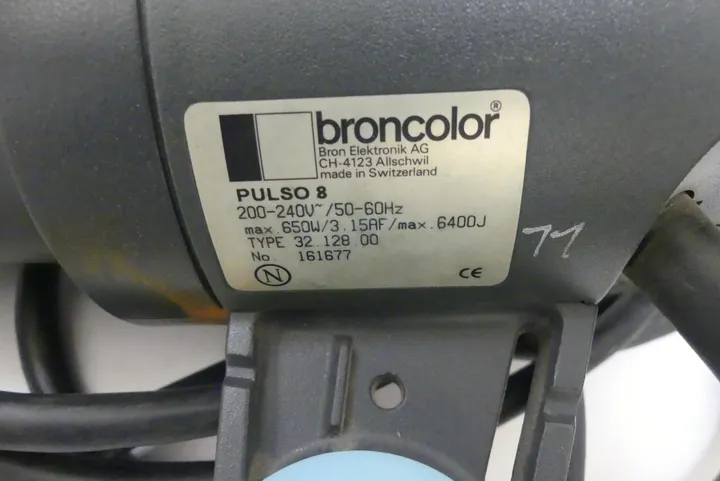 broncolor®
Bron Elektronik AG
CH-4123 Allschwil
made in Switzerland
PULSO 8
200-240V~/50-60Hz
max.650W/3.15AF/max.6400J
TYPE 32.128.00
No. 161677
N
CE